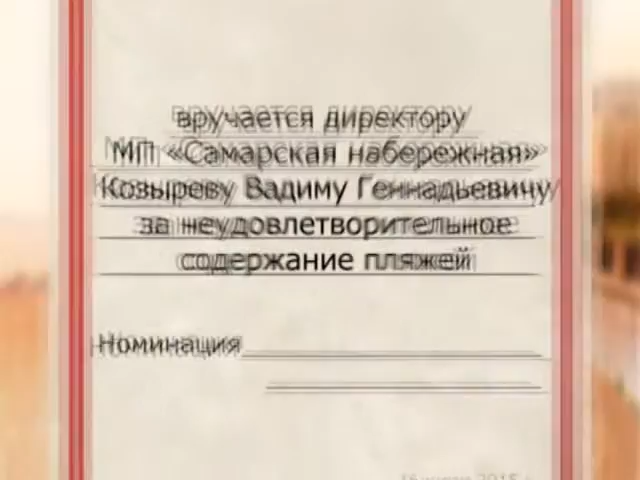 вручается директору
МП «Самарская набережная»
Козыреву Вадиму Геннадьевичу
за неудовлетворительное
содержание пляжей
Номинация